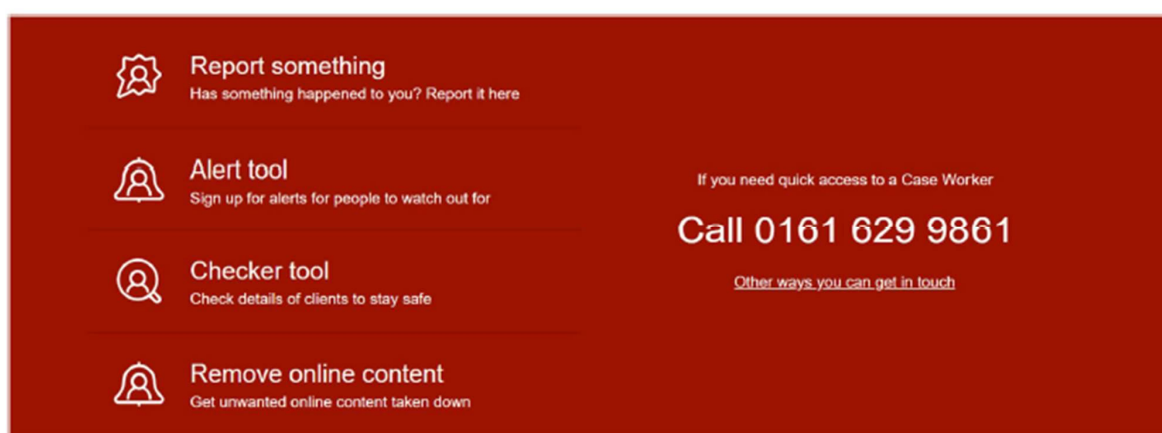 Report something
Has something happened to you? Report it here
Alert tool
Sign up for alerts for people to watch out for
Checker tool
Check details of clients to stay safe
Remove online content
Get unwanted online content taken down
If you need quick access to a Case Worker
Call 0161 629 9861
Other ways you can get in touch